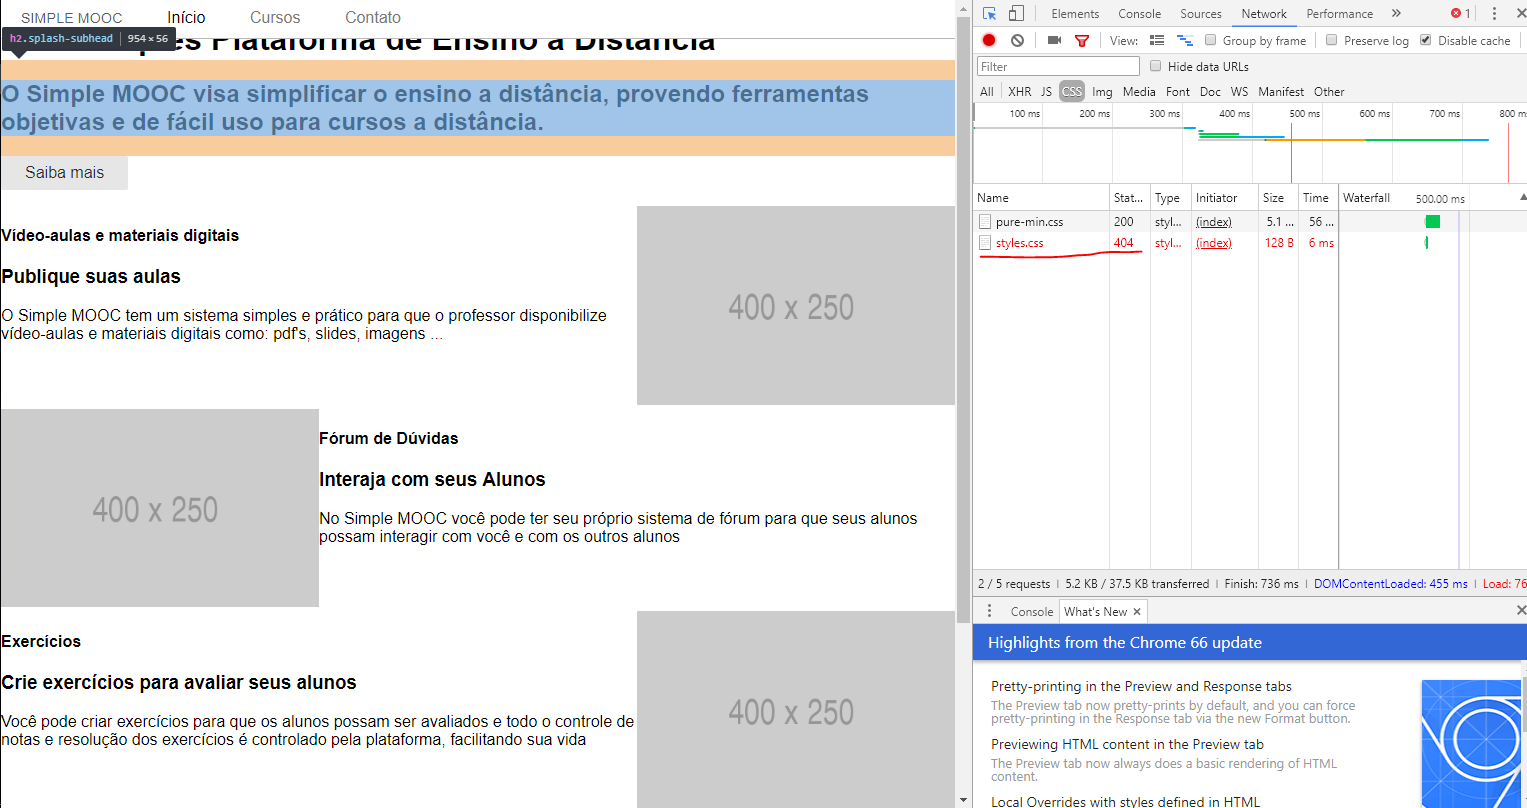 SIMPLE MOOC Início Cursos Contato
h2.splash-subhead 954 × 56
Plataforma de Ensino a Distância
O Simple MOOC visa simplificar o ensino a distância, provendo ferramentas
objetivas e de fácil uso para cursos a distância.
Saiba mais
Vídeo-aulas e materiais digitais
Publique suas aulas
O Simple MOOC tem um sistema simples e prático para que o professor disponibilize
vídeo-aulas e materiais digitais como: pdf's, slides, imagens ...
400 x 250
400 x 250
Fórum de Dúvidas
Interaja com seus Alunos
No Simple MOOC você pode ter seu próprio sistema de fórum para que seus alunos
possam interagir com você e com os outros alunos
Exercícios
Crie exercícios para avaliar seus alunos
Você pode criar exercícios para que os alunos possam ser avaliados e todo o controle de
notas e resolução dos exercícios é controlado pela plataforma, facilitando sua vida
400 x 250
Elements Console Sources Network Performance » 1
View: Group by frame Preserve log Disable cache
Filter Hide data URLs
All XHR JS CSS Img Media Font Doc WS Manifest Other
100 ms 200 ms 300 ms 400 ms 500 ms 600 ms 700 ms 800 m
Name Stat... Type Initiator Size Time Waterfall 500.00 ms
pure-min.css 200 styl... (index) 5.1 ... 56 ...
styles.css 404 styl... (index) 128 B 6 ms
2 / 5 requests | 5.2 KB / 37.5 KB transferred | Finish: 736 ms | DOMContentLoaded: 455 ms | Load: 76
Console What's New ×
Highlights from the Chrome 66 update
Pretty-printing in the Preview and Response tabs
The Preview tab now pretty-prints by default, and you can force
pretty-printing in the Response tab via the new Format button.
Previewing HTML content in the Preview tab
The Preview tab now always does a basic rendering of HTML
content.
Local Overrides with styles defined in HTML